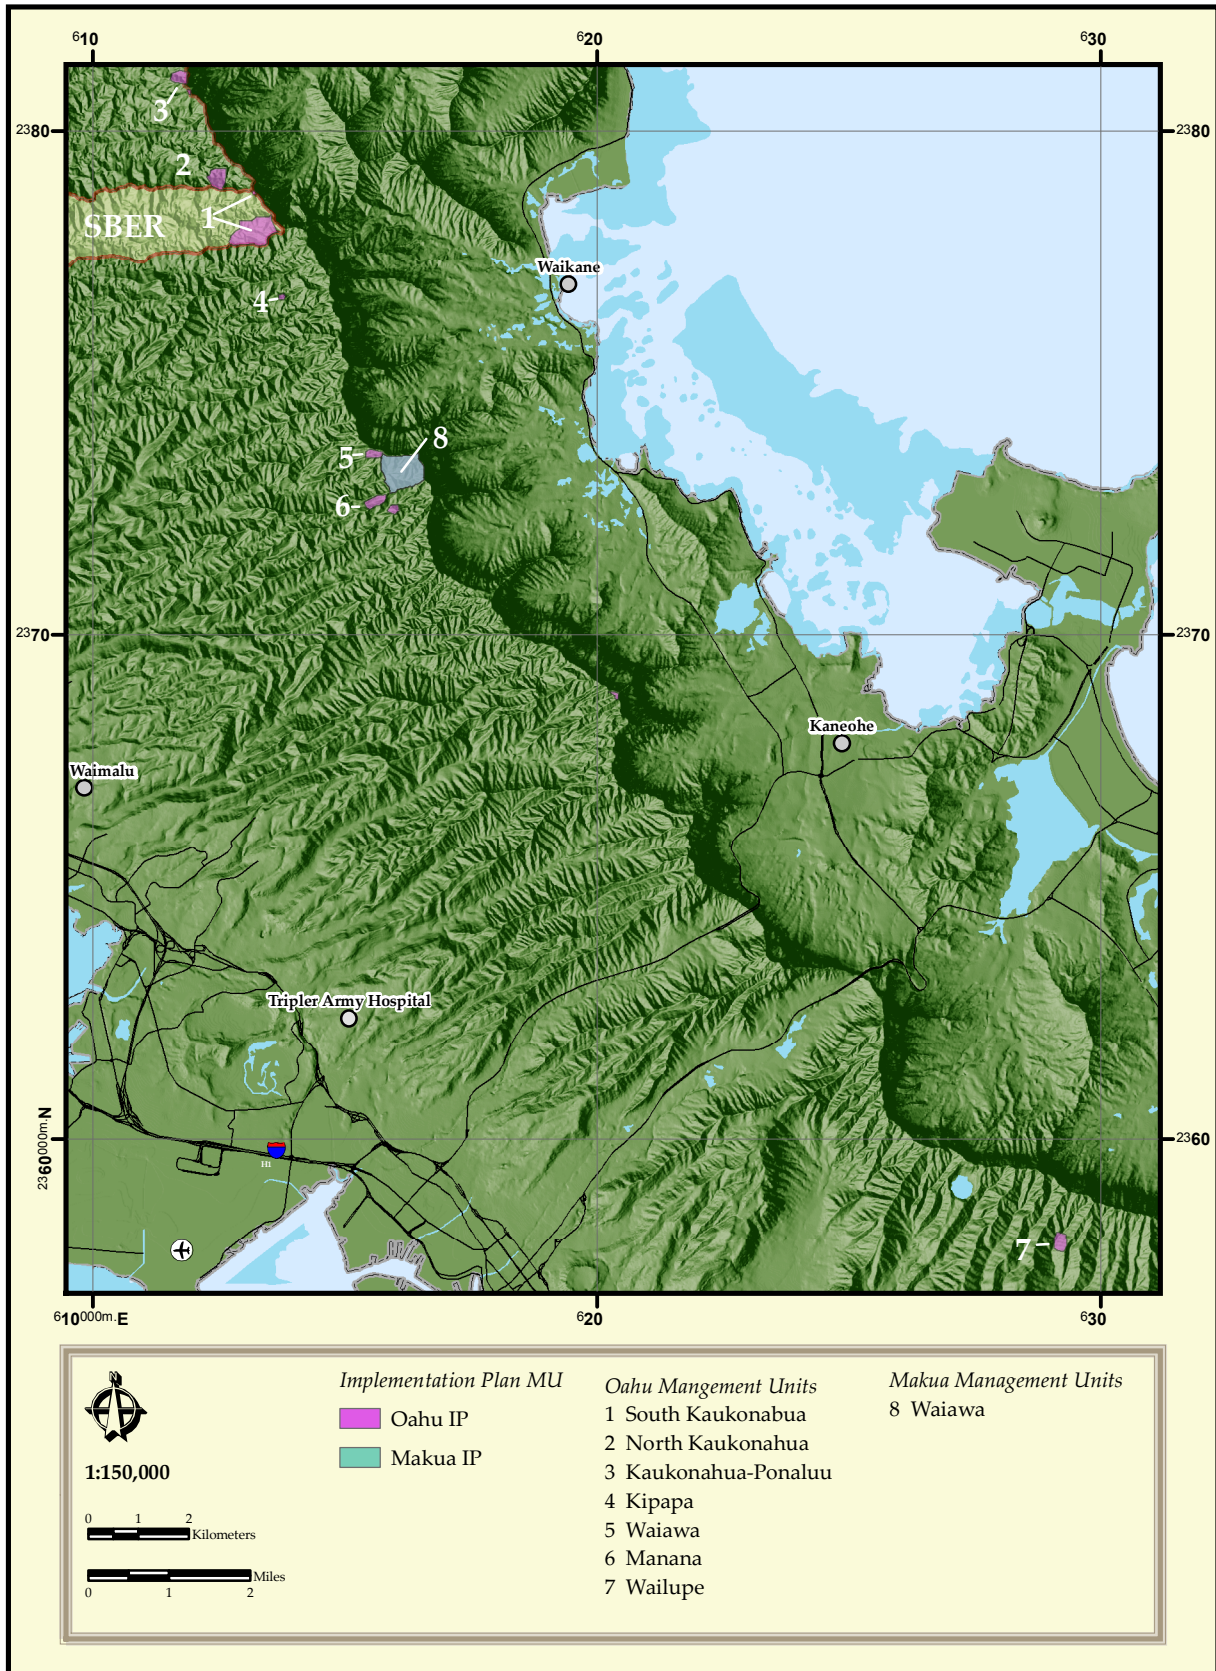 610 620 630
3
2380 2380
2
1
SBER
Waikane
4
8
5
6
2370 2370
Kaneohe
Waimalu
Tripler Army Hospital
2360000m.N 2360
H1
7
610000m.E 620 630
N
1:150,000
0 1 2
Kilometers
Miles
0 1 2
Implementation Plan MU
Oahu IP
Makua IP
Oahu Mangement Units
1 South Kaukonabua
2 North Kaukonahua
3 Kaukonahua-Ponaluu
4 Kipapa
5 Waiawa
6 Manana
7 Wailupe
Makua Management Units
8 Waiawa